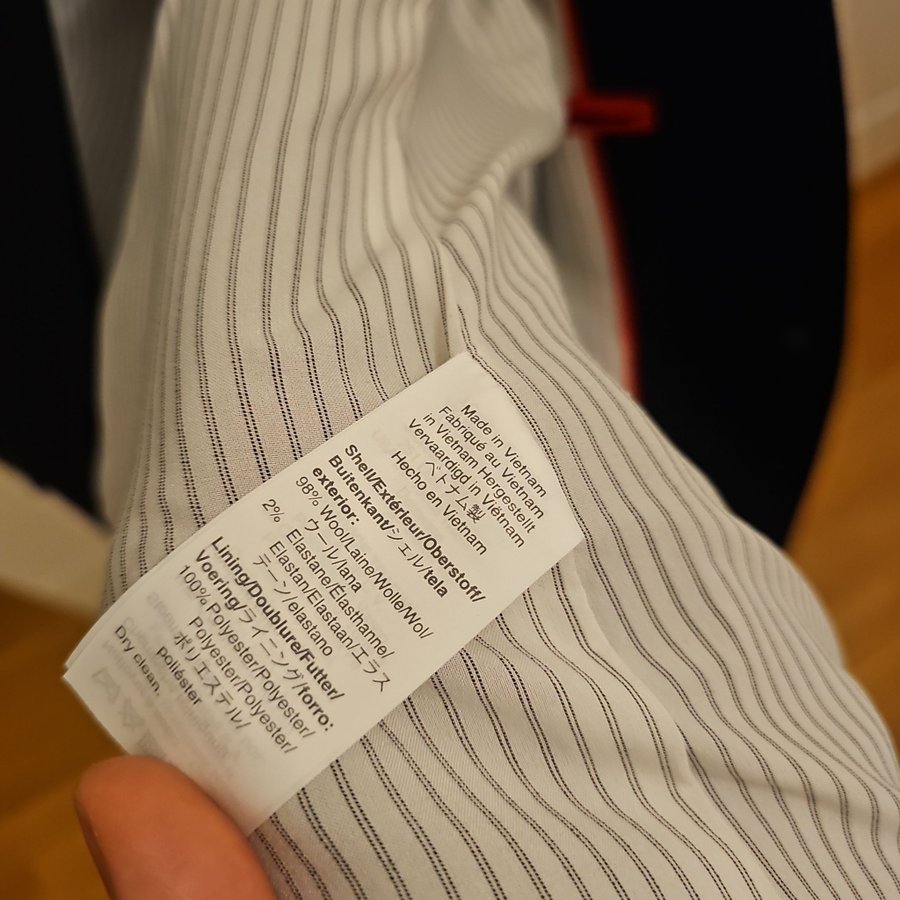 Made in Vietnam
Fabriqué au Vietnam
in Vietnam Hergestellt
Vervaardigd in Viëtnam
ベトナム製
Hecho en Vietnam
Shell/Extérieur/Oberstoff/
Buitenkant/シェル/tela
exterior:
98% Wool/Laine/Wolle/Wol/
ウール/lana
2% Elastane/Élasthanne/
Elastan/Elastaan/エラス
テーン/elastano
Lining/Doublure/Futter/
Voering/ライニング/forro:
100% Polyester/Polyester/
Polyester/Polyester/
ポリエステル/
poliéster
Dry clean.